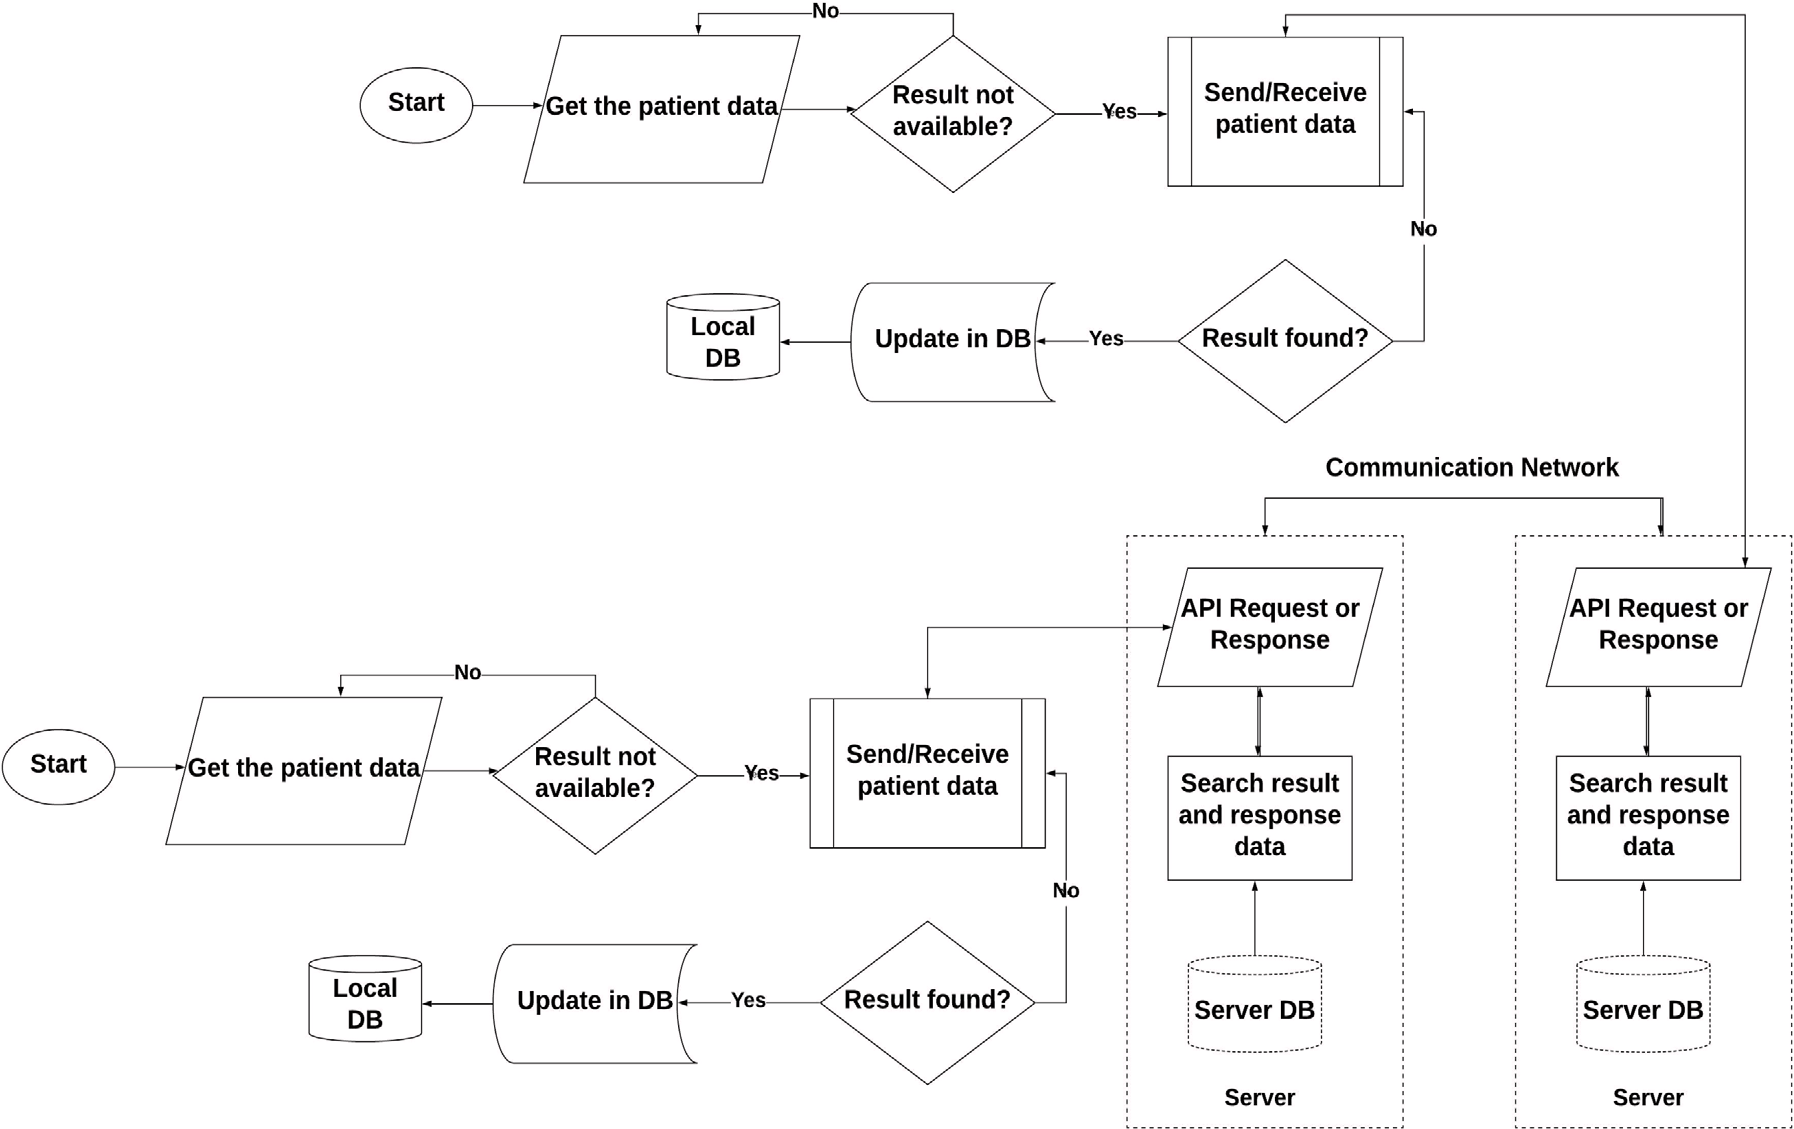 No
Start
Get the patient data
Result not
available?
Yes
Send/Receive
patient data
No
Local
DB
Update in DB
Yes
Result found?
Communication Network
API Request or
Response
API Request or
Response
No
Start
Get the patient data
Result not
available?
Yes
Send/Receive
patient data
Search result
and response
data
Search result
and response
data
No
Local
DB
Update in DB
Yes
Result found?
Server DB
Server DB
Server
Server